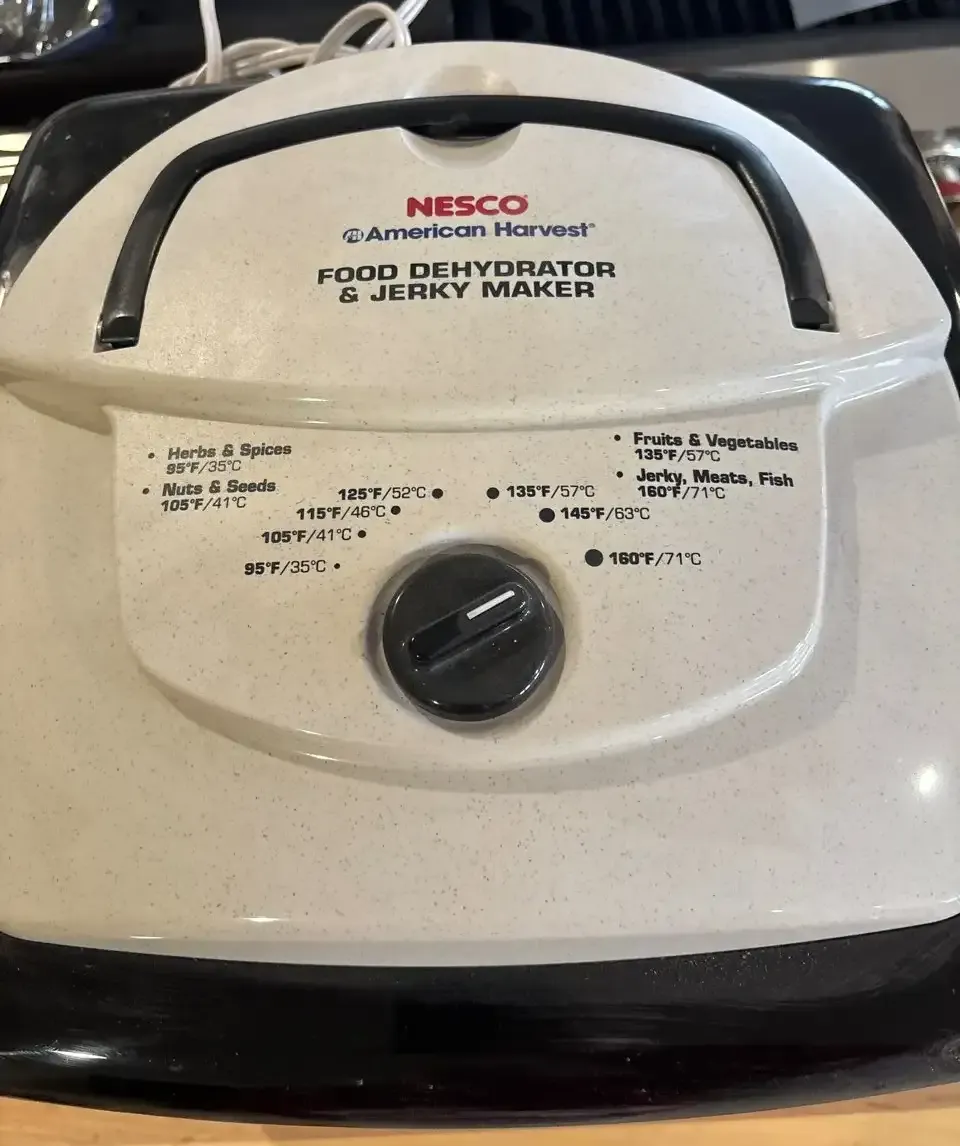 NESCO®
American Harvest®
FOOD DEHYDRATOR
& JERKY MAKER
• Herbs & Spices
95°F/35°C
• Nuts & Seeds
105°F/41°C
• Fruits & Vegetables
135°F/57°C
• Jerky, Meats, Fish
160°F/71°C
125°F/52°C
115°F/46°C
105°F/41°C
95°F/35°C
135°F/57°C
145°F/63°C
160°F/71°C